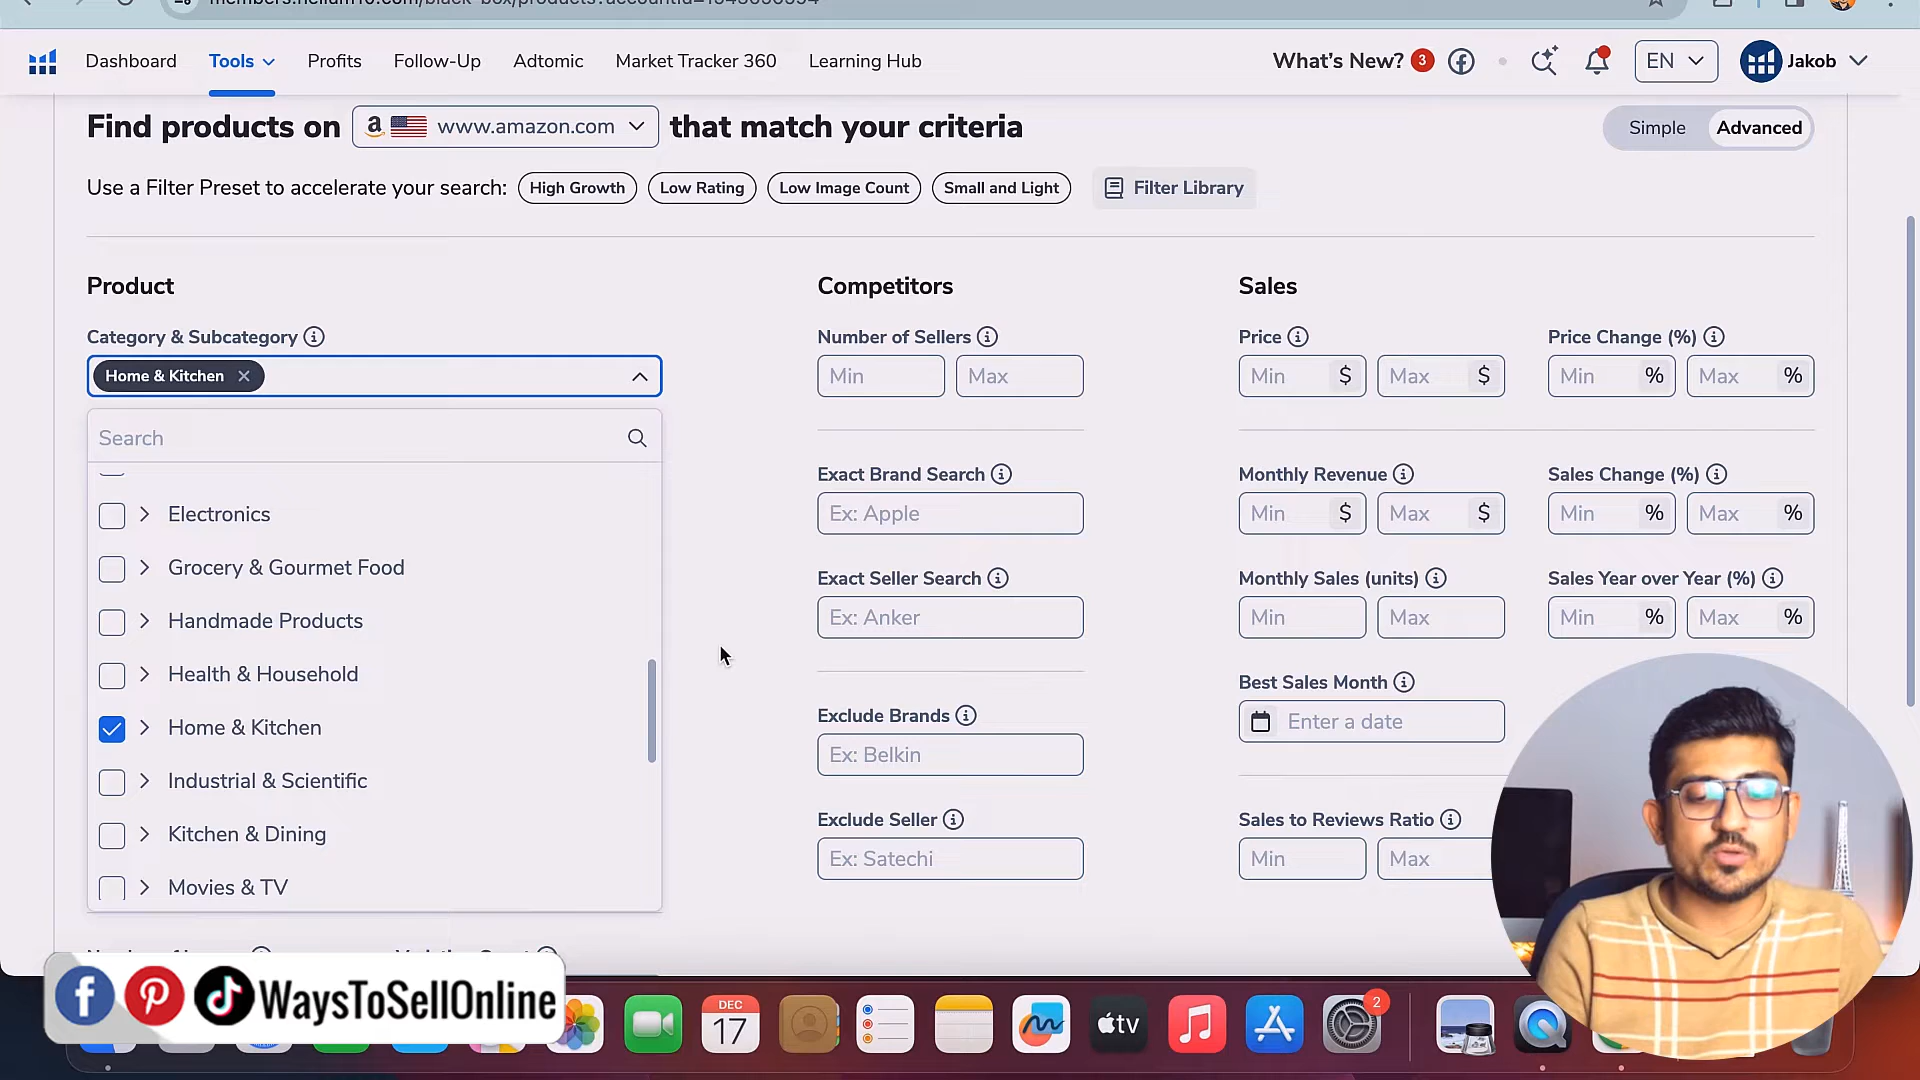 Dashboard Tools Profits Follow-Up Adtomic Market Tracker 360 Learning Hub What's New? 3 EN Jakob
Find products on a www.amazon.com that match your criteria Simple Advanced
Use a Filter Preset to accelerate your search: High Growth Low Rating Low Image Count Small and Light Filter Library
Product Competitors Sales
Category & Subcategory Number of Sellers Price Price Change (%)
Home & Kitchen Min Max Min $ Max $ Min % Max %
Search
Exact Brand Search Monthly Revenue Sales Change (%)
Electronics Ex: Apple Min $ Max $ Min % Max %
Grocery & Gourmet Food Exact Seller Search Monthly Sales (units) Sales Year over Year (%)
Handmade Products Ex: Anker Min Max Min % Max %
Health & Household Best Sales Month
Home & Kitchen Exclude Brands Enter a date
Industrial & Scientific Ex: Belkin
Kitchen & Dining Exclude Seller Sales to Reviews Ratio
Movies & TV Ex: Satechi Min Max
WaysToSellOnline
DEC
17
tv
2